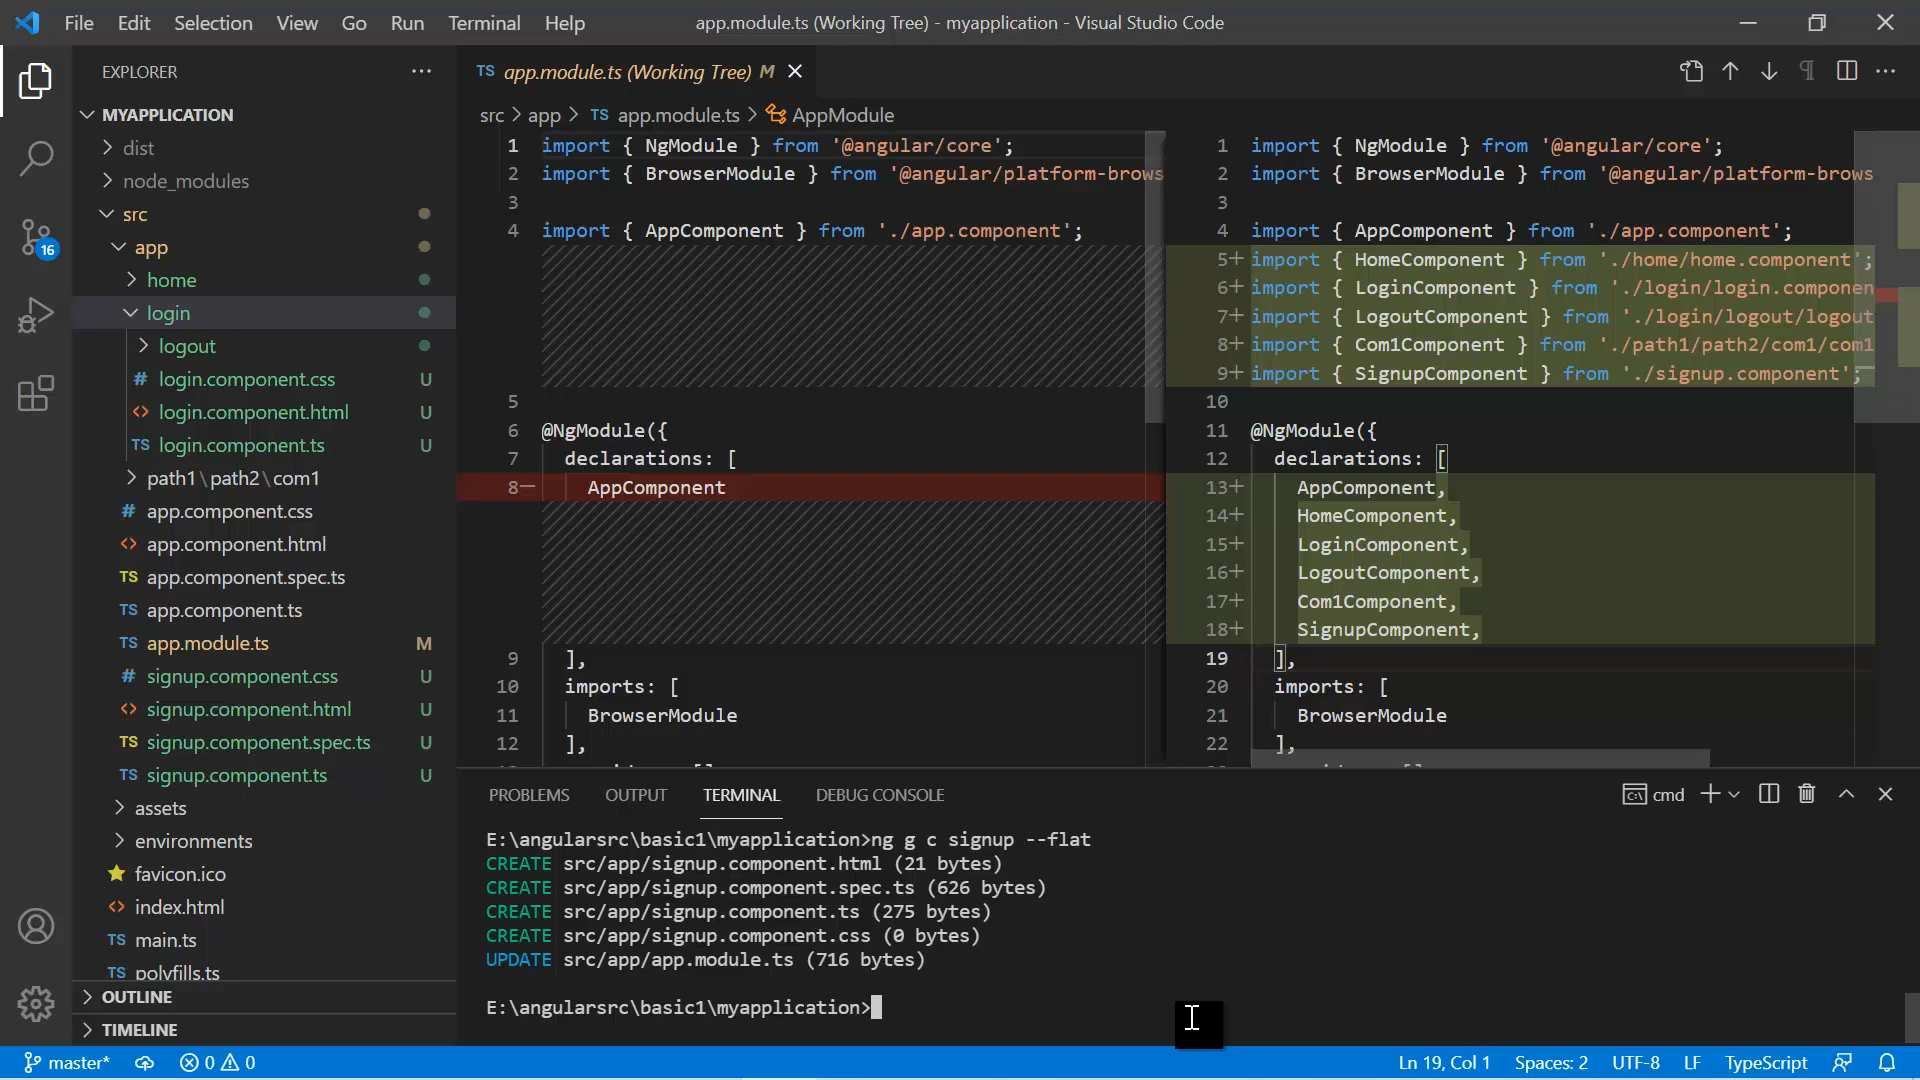 File Edit Selection View Go Run Terminal Help
app.module.ts (Working Tree) - myapplication - Visual Studio Code
EXPLORER
MYAPPLICATION
dist
node_modules
src
app
home
login
logout
# login.component.css U
<> login.component.html U
TS login.component.ts U
path1\path2\com1
# app.component.css
<> app.component.html
TS app.component.spec.ts
TS app.component.ts
TS app.module.ts M
# signup.component.css U
<> signup.component.html U
TS signup.component.spec.ts U
TS signup.component.ts U
assets
environments
favicon.ico
<> index.html
TS main.ts
TS polyfills.ts
OUTLINE
TIMELINE
16
TS app.module.ts (Working Tree) M
src > app > TS app.module.ts > AppModule
1 import { NgModule } from '@angular/core';
2 import { BrowserModule } from '@angular/platform-brows
3
4 import { AppComponent } from './app.component';
5
6 @NgModule({
7 declarations: [
8− AppComponent
9 ],
10 imports: [
11 BrowserModule
12 ],
1 import { NgModule } from '@angular/core';
2 import { BrowserModule } from '@angular/platform-brows
3
4 import { AppComponent } from './app.component';
5+ import { HomeComponent } from './home/home.component';
6+ import { LoginComponent } from './login/login.componen
7+ import { LogoutComponent } from './login/logout/logout
8+ import { Com1Component } from './path1/path2/com1/com1
9+ import { SignupComponent } from './signup.component';
10
11 @NgModule({
12 declarations: [
13+ AppComponent,
14+ HomeComponent,
15+ LoginComponent,
16+ LogoutComponent,
17+ Com1Component,
18+ SignupComponent,
19 ],
20 imports: [
21 BrowserModule
22 ],
PROBLEMS OUTPUT TERMINAL DEBUG CONSOLE
cmd
E:\angularsrc\basic1\myapplication>ng g c signup --flat
CREATE src/app/signup.component.html (21 bytes)
CREATE src/app/signup.component.spec.ts (626 bytes)
CREATE src/app/signup.component.ts (275 bytes)
CREATE src/app/signup.component.css (0 bytes)
UPDATE src/app/app.module.ts (716 bytes)
E:\angularsrc\basic1\myapplication>
master* 0 0 Ln 19, Col 1 Spaces: 2 UTF-8 LF TypeScript